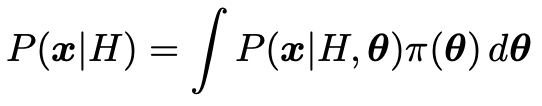 P(𝒙|H) = ∫ P(𝒙|H, 𝜽)π(𝜽) d𝜽